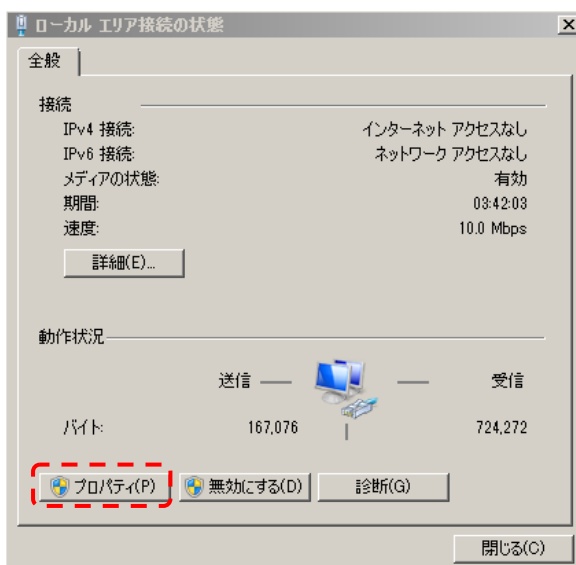 ローカル エリア接続の状態
全般
接続
IPv4 接続: インターネット アクセスなし
IPv6 接続: ネットワーク アクセスなし
メディアの状態: 有効
期間: 03:42:03
速度: 10.0 Mbps
詳細(E)...
動作状況
送信 受信
バイト: 167,076 724,272
プロパティ(P) 無効にする(D) 診断(G)
閉じる(C)